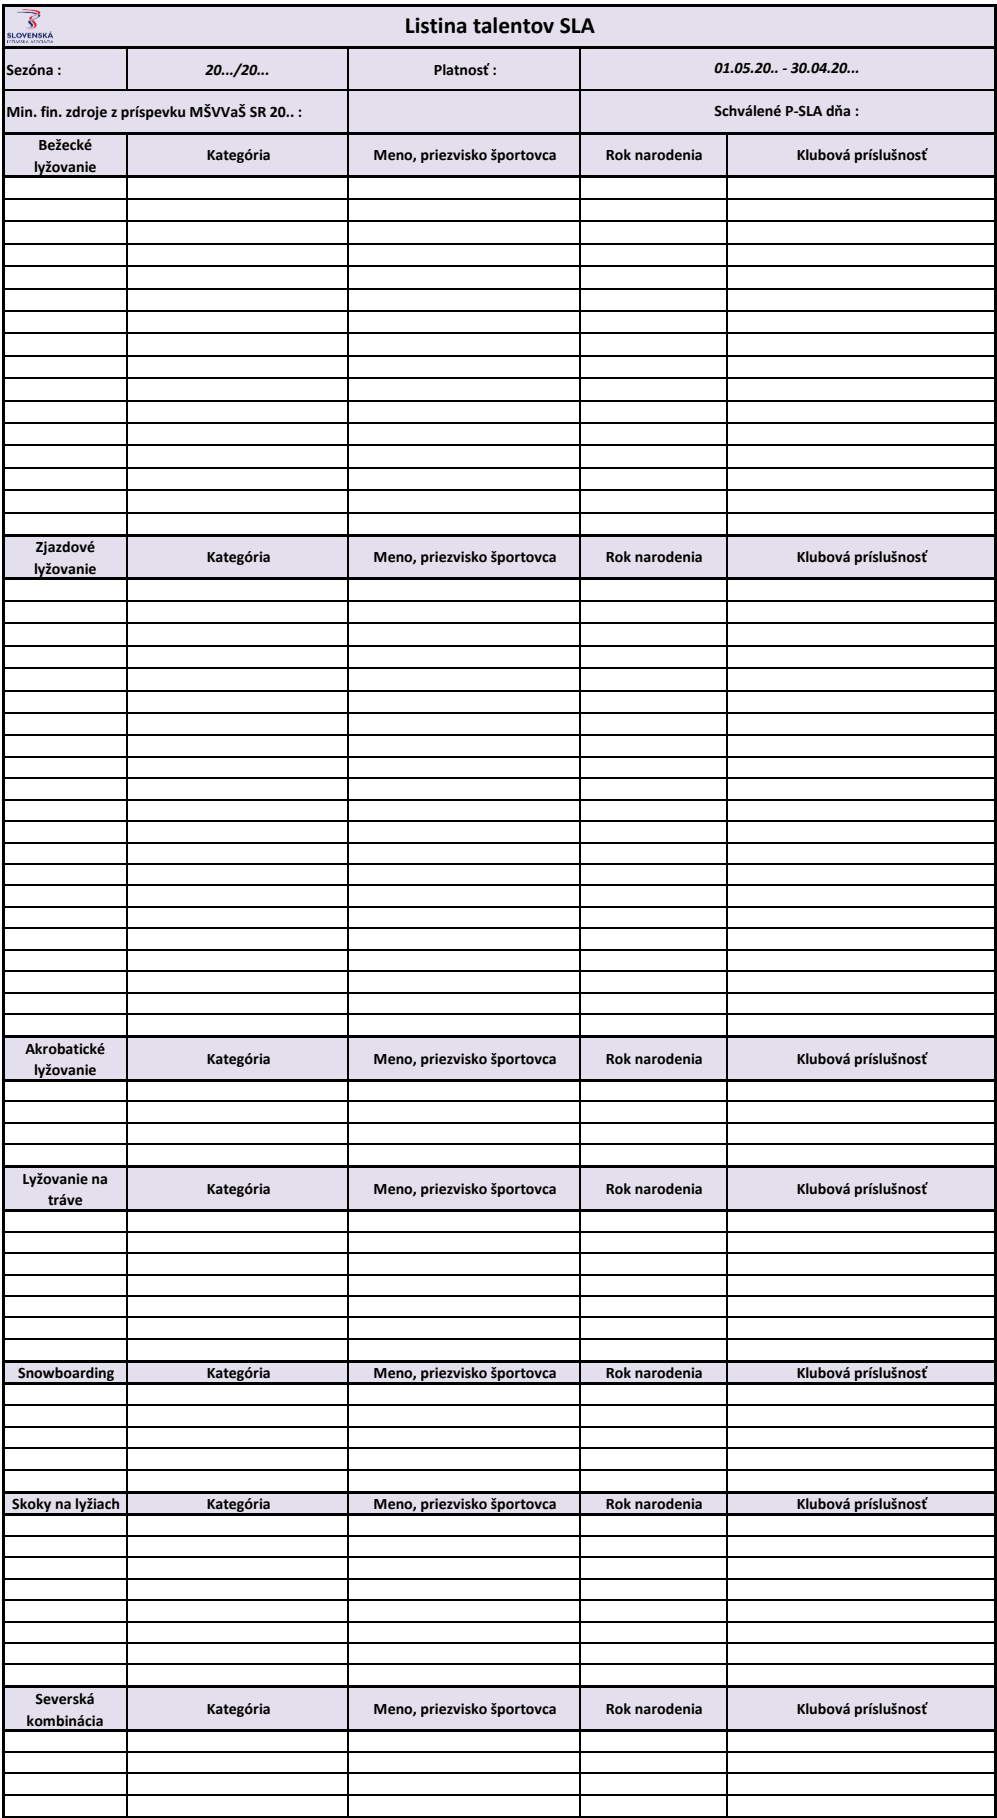 SLOVENSKÁ
LYŽIARSKA ASOCIÁCIA
Listina talentov SLA
Sezóna : 20.../20... Platnosť : 01.05.20.. - 30.04.20...
Min. fin. zdroje z príspevku MŠVVaŠ SR 20.. : Schválené P-SLA dňa :
Bežecké
lyžovanie Kategória Meno, priezvisko športovca Rok narodenia Klubová príslušnosť
Zjazdové
lyžovanie Kategória Meno, priezvisko športovca Rok narodenia Klubová príslušnosť
Akrobatické
lyžovanie Kategória Meno, priezvisko športovca Rok narodenia Klubová príslušnosť
Lyžovanie na
tráve Kategória Meno, priezvisko športovca Rok narodenia Klubová príslušnosť
Snowboarding Kategória Meno, priezvisko športovca Rok narodenia Klubová príslušnosť
Skoky na lyžiach Kategória Meno, priezvisko športovca Rok narodenia Klubová príslušnosť
Severská
kombinácia Kategória Meno, priezvisko športovca Rok narodenia Klubová príslušnosť